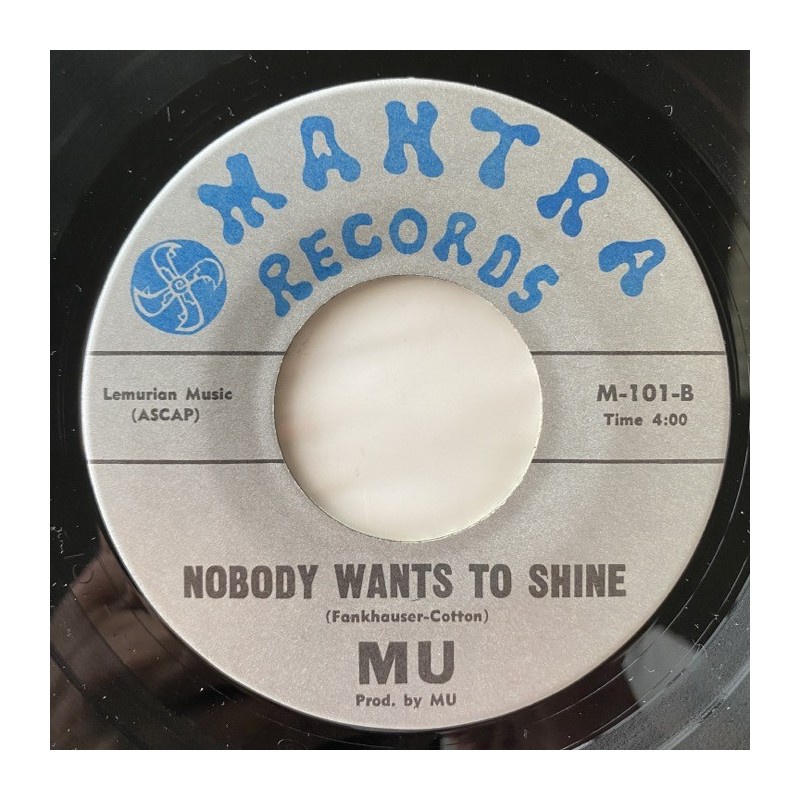 MANTRA
RECORDS
Lemurian Music
(ASCAP)
M-101-B
Time 4:00
NOBODY WANTS TO SHINE
(Fankhauser-Cotton)
MU
Prod. by MU